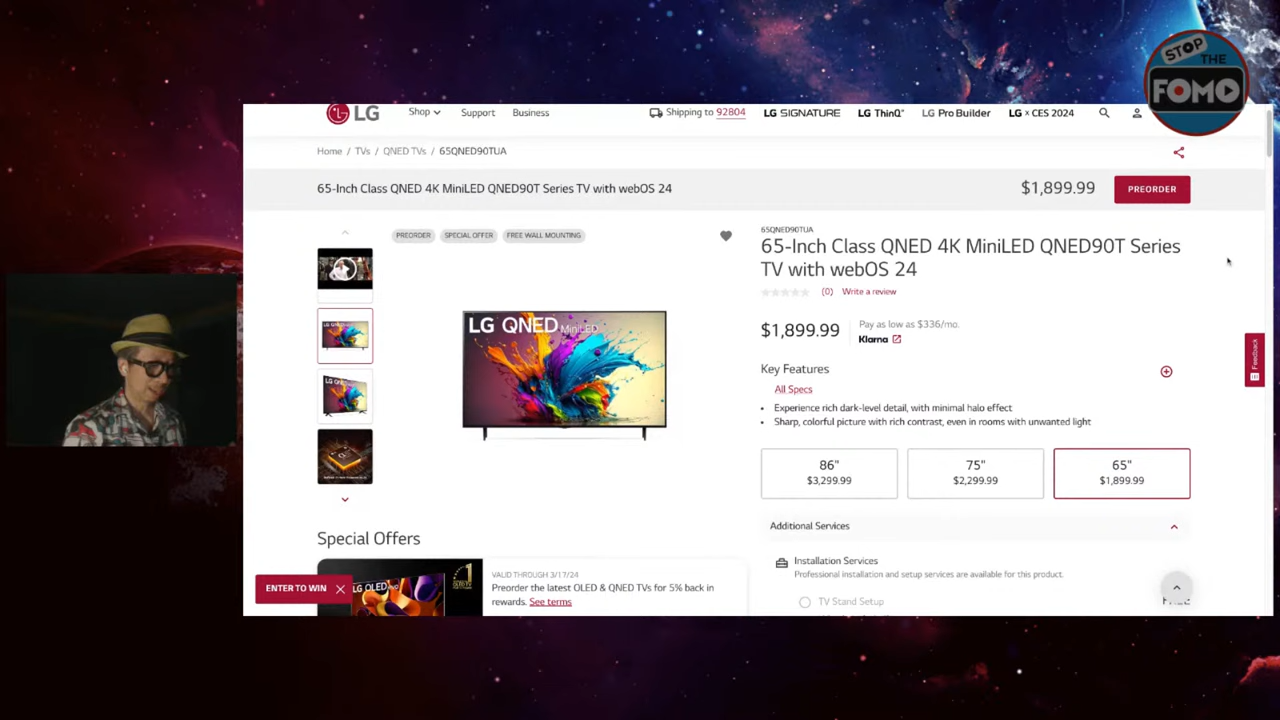 STOP
THE
FOMO
LG
Shop
Support
Business
Shipping to 92804
LG SIGNATURE
LG ThinQ
LG Pro Builder
LG x CES 2024
Home / TVs / QNED TVs / 65QNED90TUA
65-Inch Class QNED 4K MiniLED QNED90T Series TV with webOS 24
$1,899.99
PREORDER
PREORDER
SPECIAL OFFER
FREE WALL MOUNTING
65QNED90TUA
65-Inch Class QNED 4K MiniLED QNED90T Series
TV with webOS 24
(0)
Write a review
LG QNED MiniLED
$1,899.99
Pay as low as $336/mo.
Klarna
Feedback
Key Features
All Specs
• Experience rich dark-level detail, with minimal halo effect
• Sharp, colorful picture with rich contrast, even in rooms with unwanted light
86"
$3,299.99
75"
$2,299.99
65"
$1,899.99
Additional Services
Special Offers
Installation Services
Professional installation and setup services are available for this product.
TV Stand Setup
VALID THROUGH 3/17/24
Preorder the latest OLED & QNED TVs for 5% back in
rewards. See terms
LG OLED
ENTER TO WIN